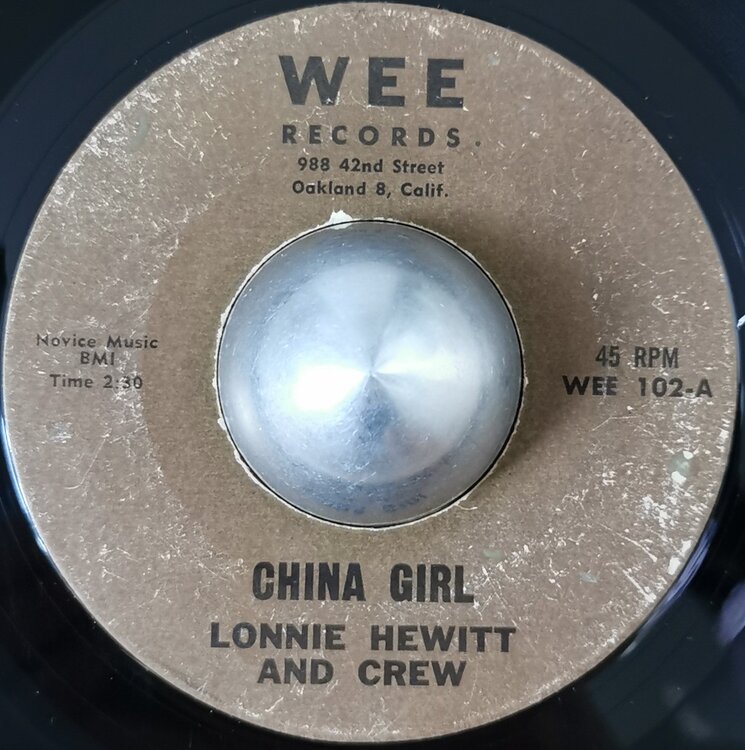 WEE
RECORDS.
988 42nd Street
Oakland 8, Calif.
Novice Music
BMI
Time 2:30
45 RPM
WEE 102-A
CHINA GIRL
LONNIE HEWITT
AND CREW